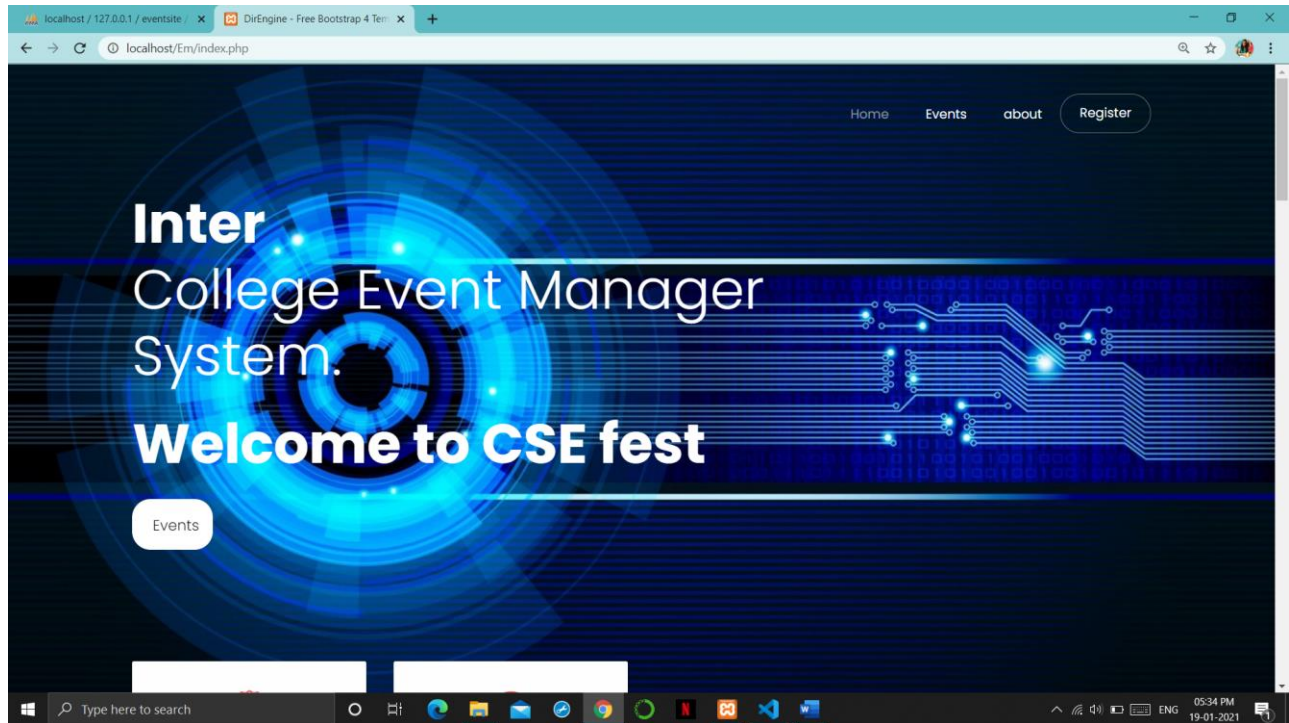 localhost / 127.0.0.1 / eventsite /
DirEngine - Free Bootstrap 4 Tem
localhost/Em/index.php
Home Events about Register
Inter
College Event Manager
System.
Welcome to CSE fest
Events
Type here to search
ENG
05:34 PM
19-01-2021